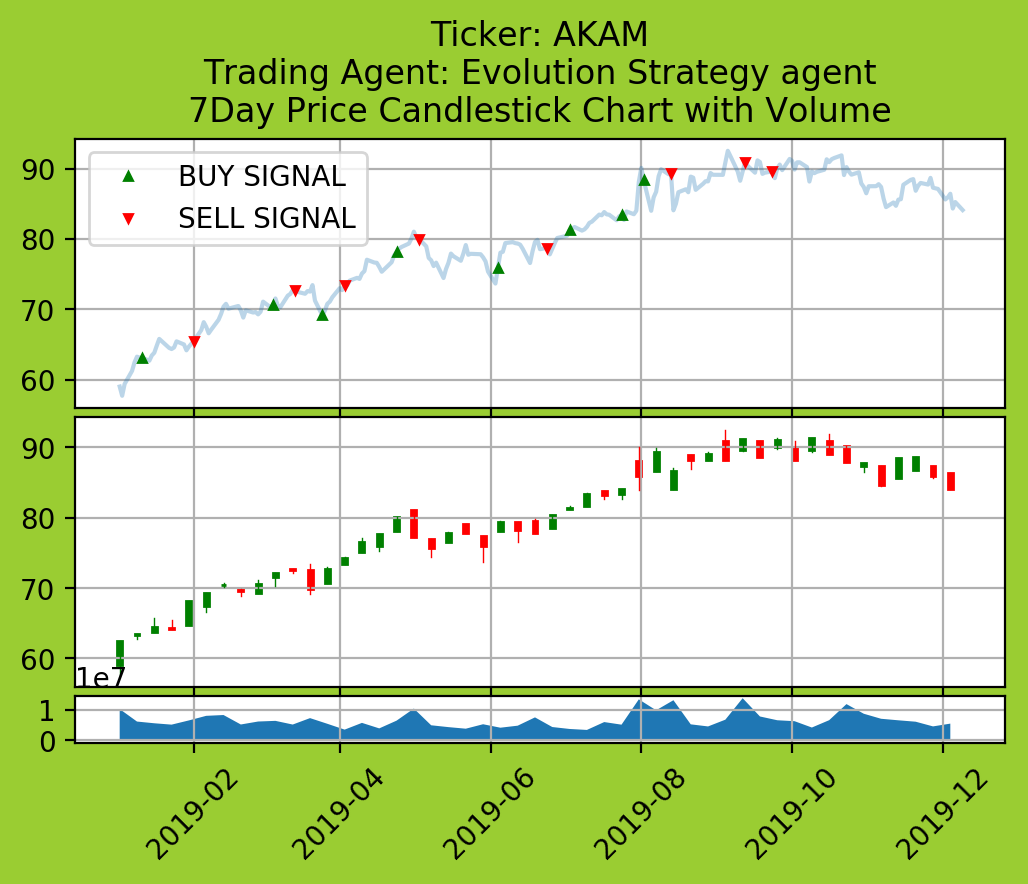 Ticker: AKAM
Trading Agent: Evolution Strategy agent
7Day Price Candlestick Chart with Volume
BUY SIGNAL
SELL SIGNAL
90
80
70
60
90
80
70
60
1e7
1
0
2019-02
2019-04
2019-06
2019-08
2019-10
2019-12